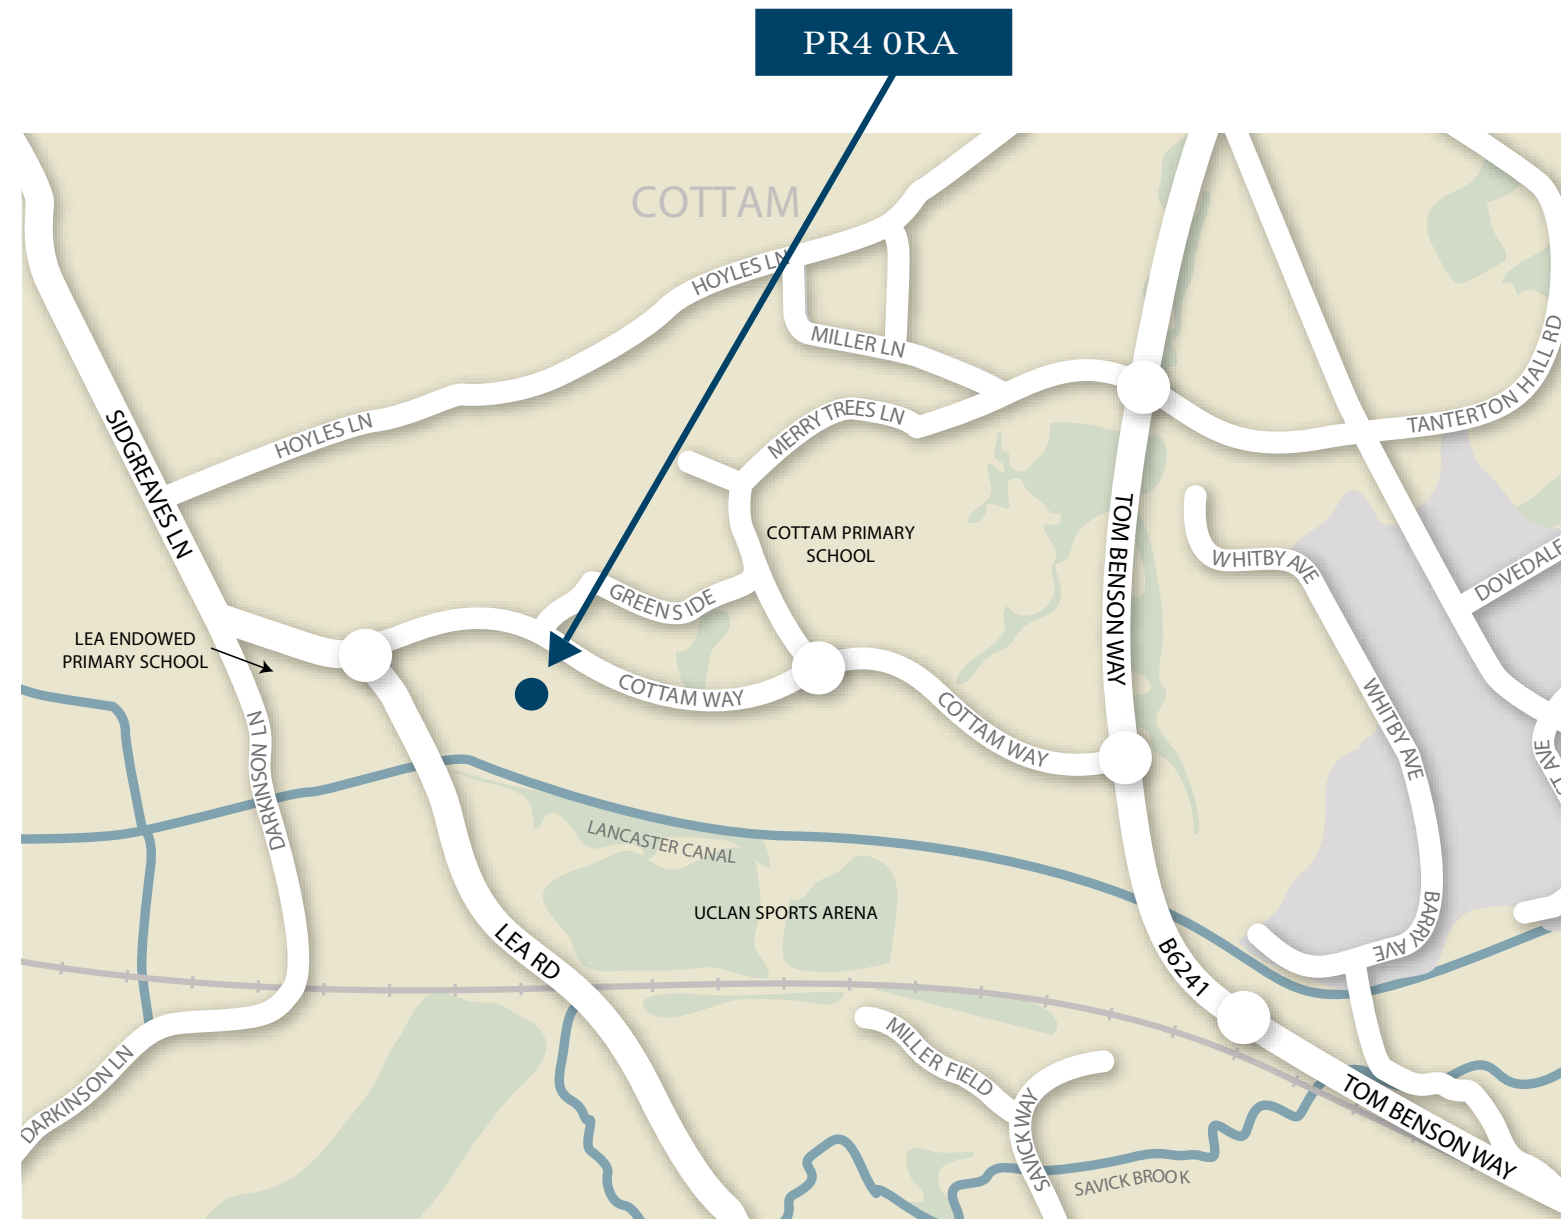 PR4 0RA
COTTAM
HOYLES LN
MILLER LN
TANTERTON HALL RD
HOYLES LN
MERRY TREES LN
SIDGREAVES LN
COTTAM PRIMARY
SCHOOL
TOM BENSON WAY
WHITBY AVE
DOVEDALE
GREENSIDE
LEA ENDOWED
PRIMARY SCHOOL
COTTAM WAY
COTTAM WAY
WHITBY AVE
DARKINSON LN
CT AVE
LANCASTER CANAL
UCLAN SPORTS ARENA
BARRY AVE
LEA RD
B6241
MILLER FIELD
DARKINSON LN
SAVICK WAY
TOM BENSON WAY
SAVICK BROOK